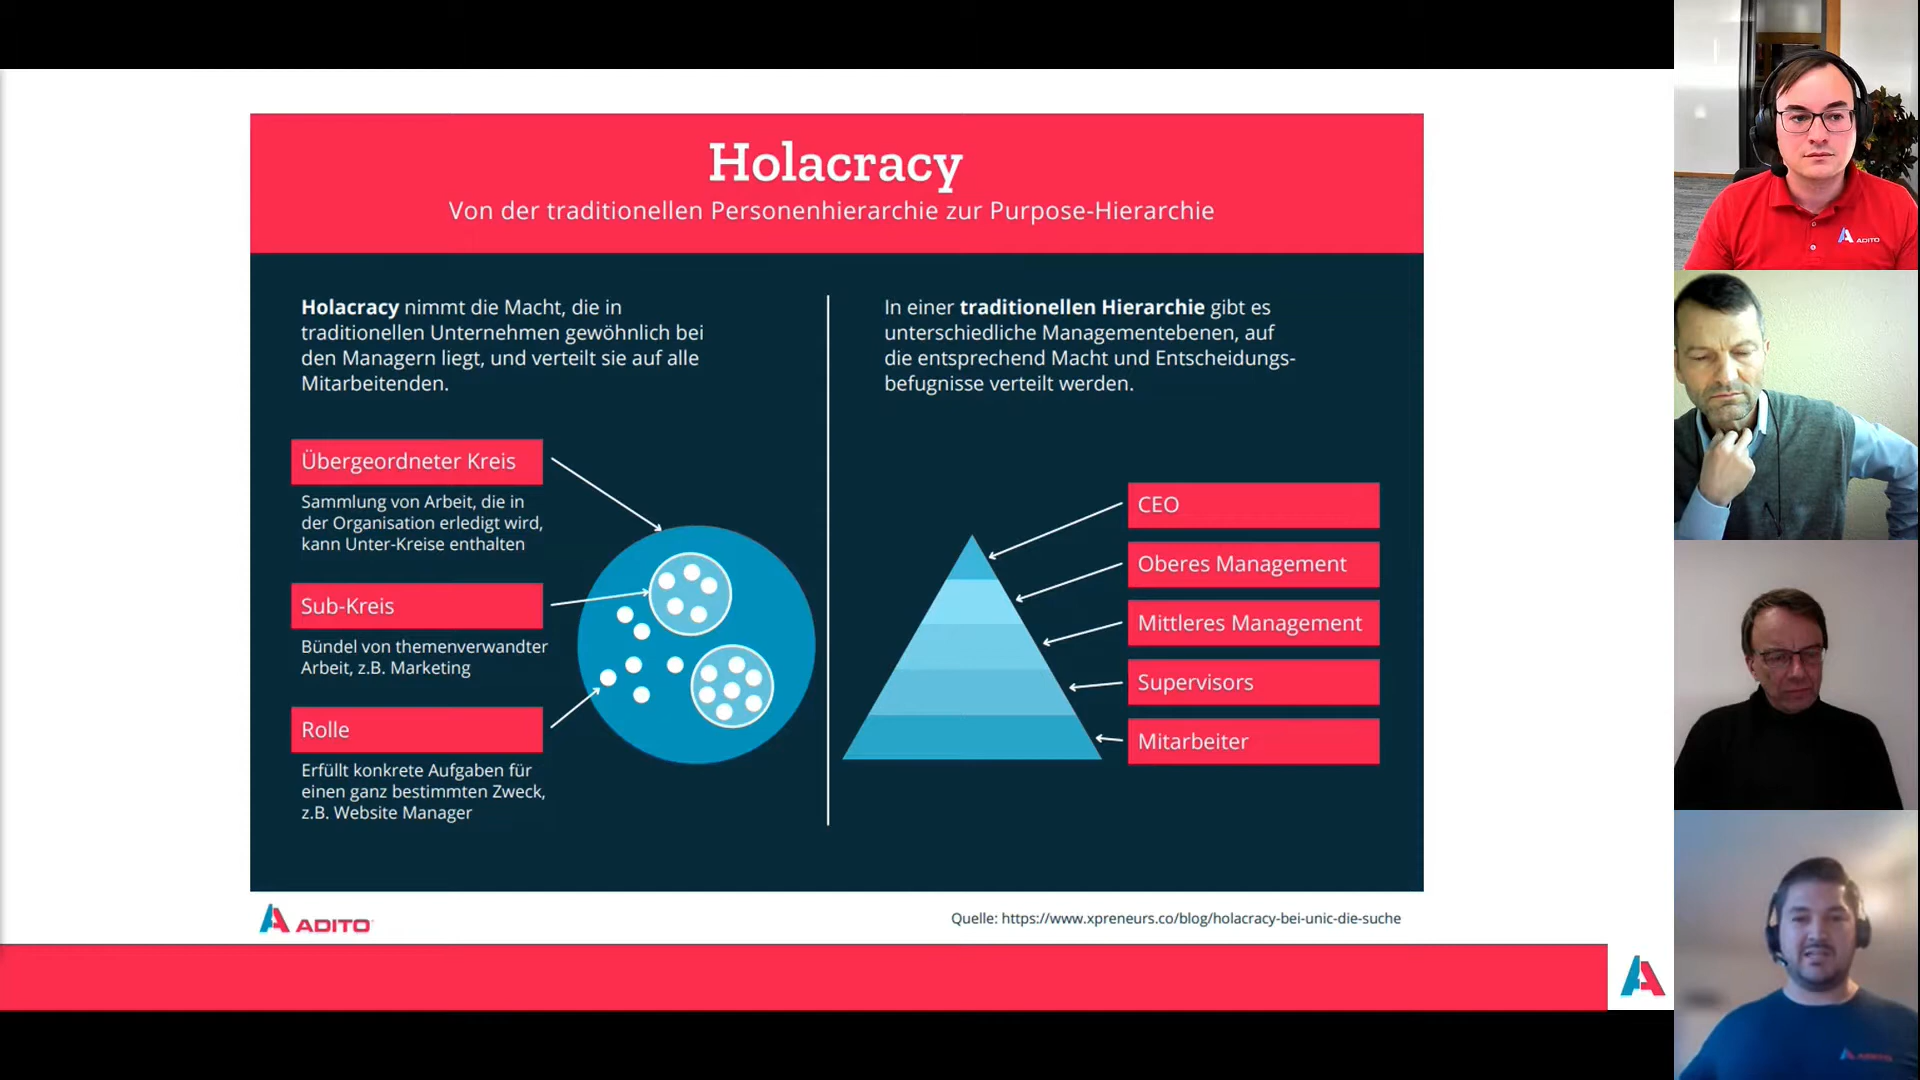 Holacracy
Von der traditionellen Personenhierarchie zur Purpose-Hierarchie
Holacracy nimmt die Macht, die in
traditionellen Unternehmen gewöhnlich bei
den Managern liegt, und verteilt sie auf alle
Mitarbeitenden.
Übergeordneter Kreis
Sammlung von Arbeit, die in
der Organisation erledigt wird,
kann Unter-Kreise enthalten
Sub-Kreis
Bündel von themenverwandter
Arbeit, z.B. Marketing
Rolle
Erfüllt konkrete Aufgaben für
einen ganz bestimmten Zweck,
z.B. Website Manager
In einer traditionellen Hierarchie gibt es
unterschiedliche Managementebenen, auf
die entsprechend Macht und Entscheidungs-
befugnisse verteilt werden.
CEO
Oberes Management
Mittleres Management
Supervisors
Mitarbeiter
ADITO
Quelle: https://www.xpreneurs.co/blog/holacracy-bei-unic-die-suche
ADITO
ADITO